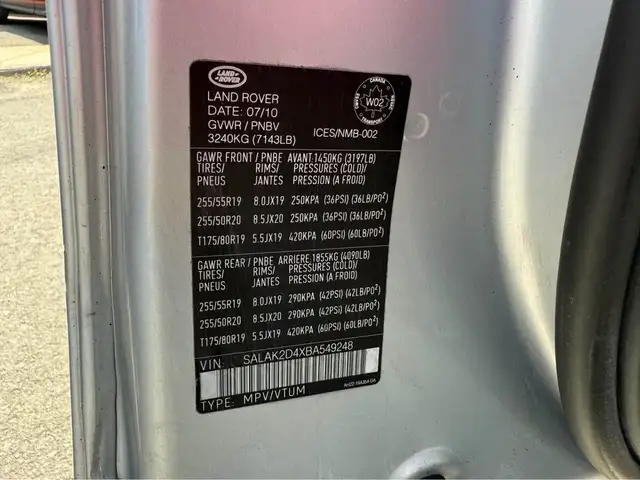 LAND
ROVER
LAND ROVER
DATE: 07/10
GVWR / PNBV
3240KG (7143LB)
CANADA
W02
TRANSPORT
ICES/NMB-002
GAWR FRONT / PNBE AVANT 1450KG (3197LB)
TIRES/ RIMS/ PRESSURES (COLD)/
PNEUS JANTES PRESSION (A FROID)
255/55R19 8.0JX19 250KPA (36PSI) (36LB/PO²)
255/50R20 8.5JX20 250KPA (36PSI) (36LB/PO²)
T175/80R19 5.5JX19 420KPA (60PSI) (60LB/PO²)
GAWR REAR / PNBE ARRIERE 1855KG (4090LB)
TIRES/ RIMS/ PRESSURES (COLD)/
PNEUS JANTES PRESSION (A FROID)
255/55R19 8.0JX19 290KPA (42PSI) (42LB/PO²)
255/50R20 8.5JX20 290KPA (42PSI) (42LB/PO²)
T175/80R19 5.5JX19 420KPA (60PSI) (60LB/PO²)
VIN: SALAK2D4XBA549248
TYPE: MPV/VTUM